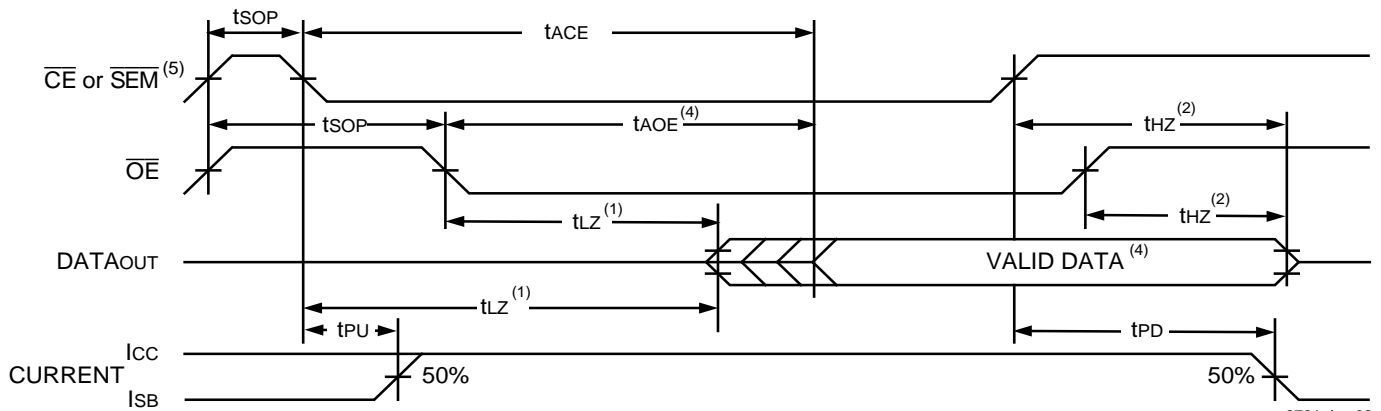 tSOP
tACE
CE or SEM (5)
tSOP
tAOE (4)
tHZ (2)
OE
tLZ (1)
tHZ (2)
DATAOUT
VALID DATA (4)
tLZ (1)
tPU
tPD
ICC
CURRENT
50%
50%
ISB